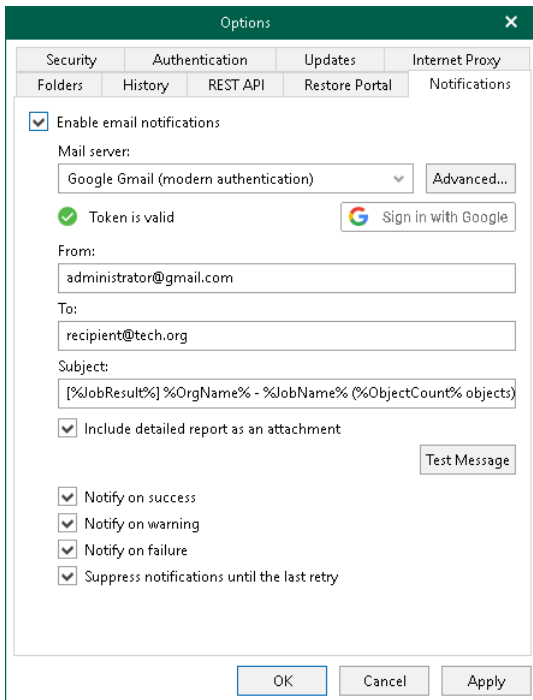 Options
Security Authentication Updates Internet Proxy
Folders History REST API Restore Portal Notifications
Enable email notifications
Mail server:
Google Gmail (modern authentication) Advanced...
Token is valid Sign in with Google
From:
administrator@gmail.com
To:
recipient@tech.org
Subject:
[%JobResult%] %OrgName% - %JobName% (%ObjectCount% objects)
Include detailed report as an attachment
Test Message
Notify on success
Notify on warning
Notify on failure
Suppress notifications until the last retry
OK Cancel Apply